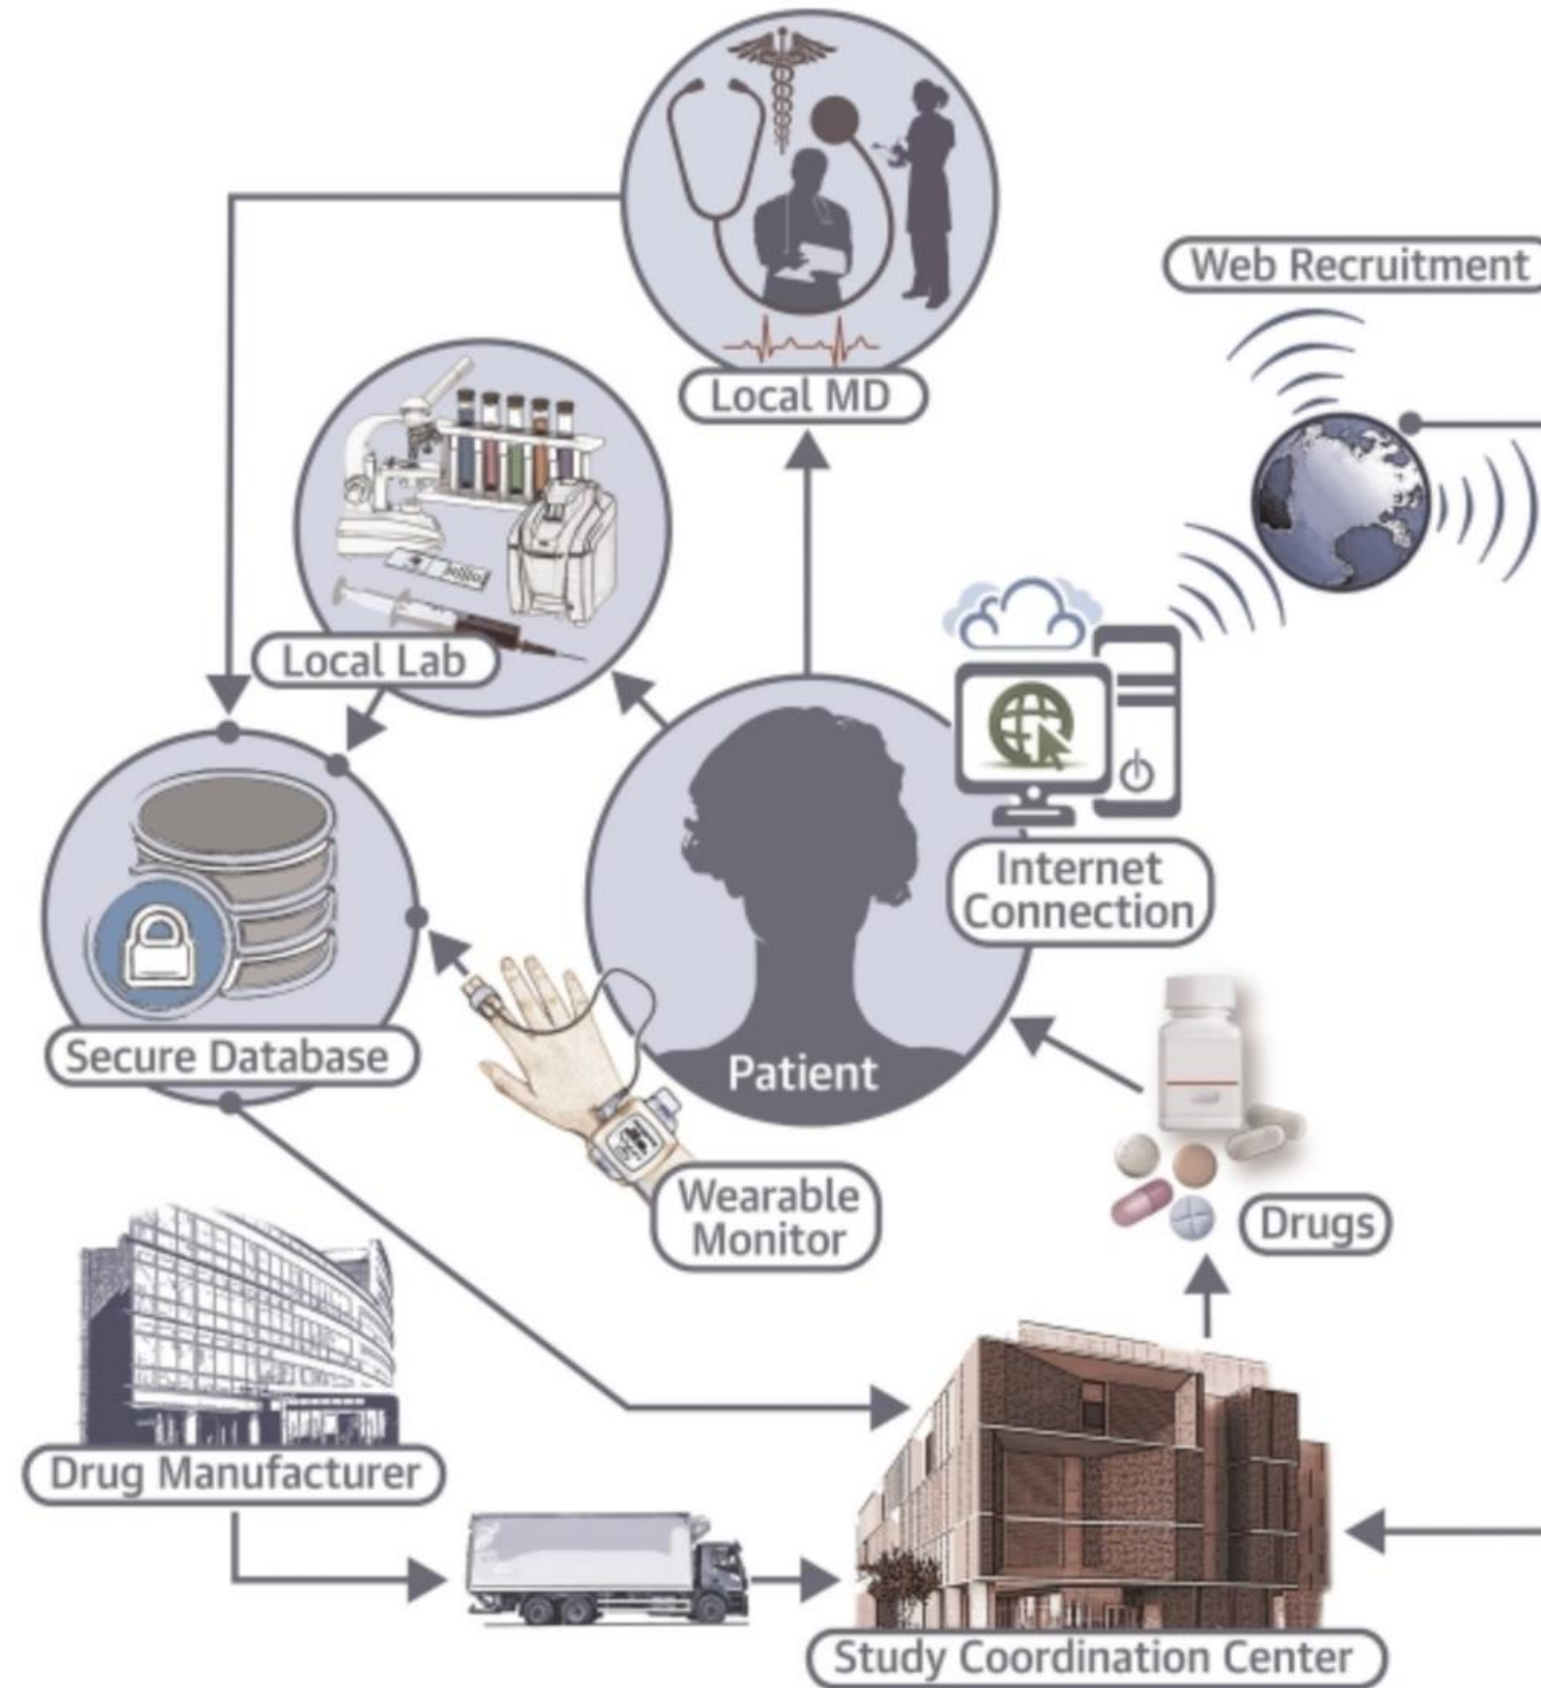 Web Recruitment
Local MD
Local Lab
Internet
Connection
Secure Database
Patient
Wearable
Monitor
Drugs
Drug Manufacturer
Study Coordination Center